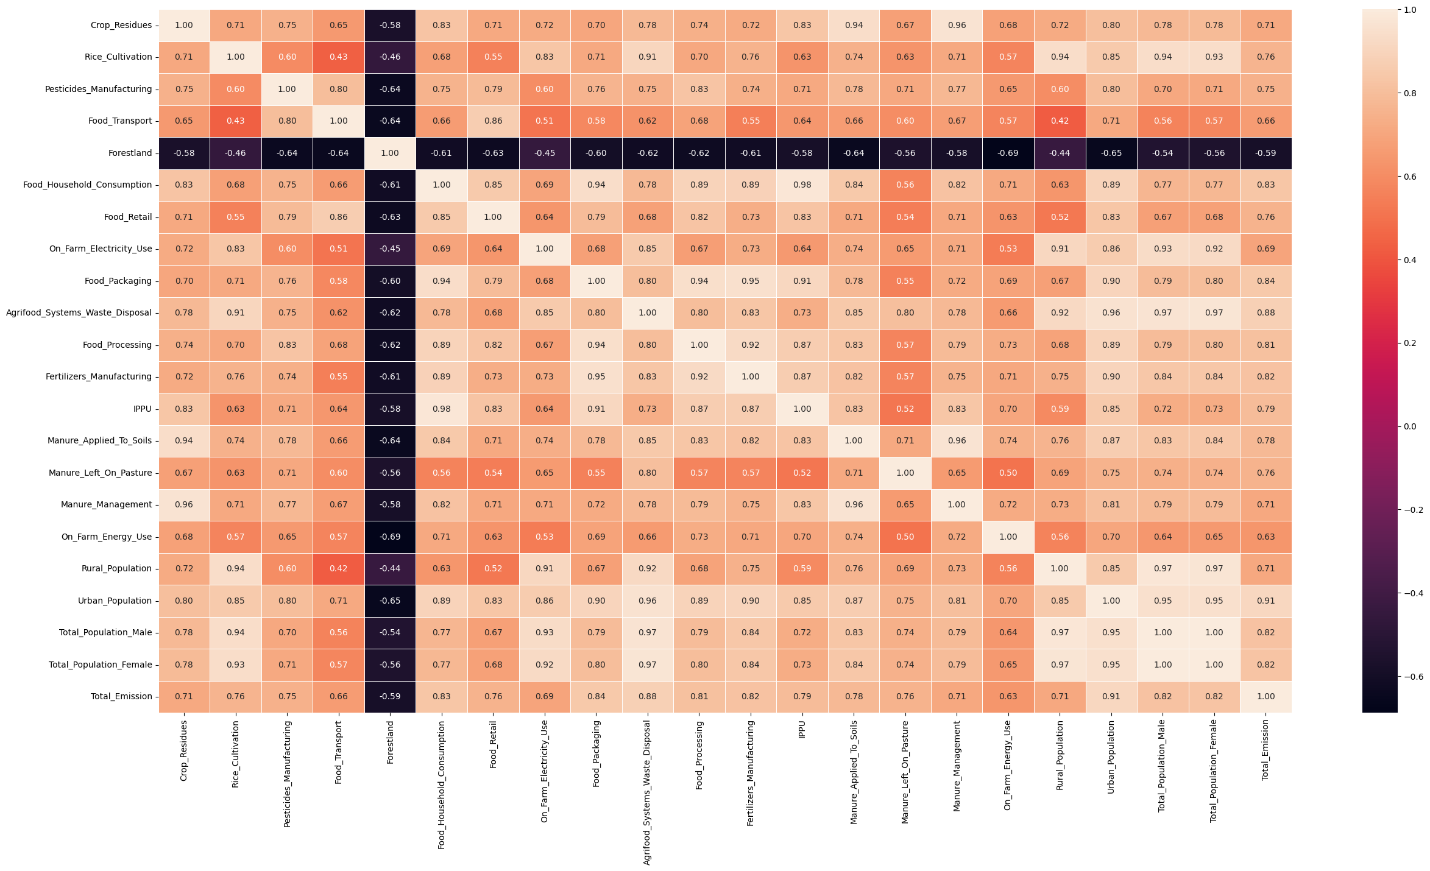 Crop_Residues 1.00 0.71 0.75 0.65 -0.58 0.83 0.71 0.72 0.70 0.78 0.74 0.72 0.83 0.94 0.67 0.96 0.68 0.72 0.80 0.78 0.78 0.71
Rice_Cultivation 0.71 1.00 0.60 0.43 -0.46 0.68 0.55 0.83 0.71 0.91 0.70 0.76 0.63 0.74 0.63 0.71 0.57 0.94 0.85 0.94 0.93 0.76
Pesticides_Manufacturing 0.75 0.60 1.00 0.80 -0.64 0.75 0.79 0.60 0.76 0.75 0.83 0.74 0.71 0.78 0.71 0.77 0.65 0.60 0.80 0.70 0.71 0.75
Food_Transport 0.65 0.43 0.80 1.00 -0.64 0.66 0.86 0.51 0.58 0.62 0.68 0.55 0.64 0.66 0.60 0.67 0.57 0.42 0.71 0.56 0.57 0.66
Forestland -0.58 -0.46 -0.64 -0.64 1.00 -0.61 -0.63 -0.45 -0.60 -0.62 -0.62 -0.61 -0.58 -0.64 -0.56 -0.58 -0.69 -0.44 -0.65 -0.54 -0.56 -0.59
Food_Household_Consumption 0.83 0.68 0.75 0.66 -0.61 1.00 0.85 0.69 0.94 0.78 0.89 0.89 0.98 0.84 0.56 0.82 0.71 0.63 0.89 0.77 0.77 0.83
Food_Retail 0.71 0.55 0.79 0.86 -0.63 0.85 1.00 0.64 0.79 0.68 0.82 0.73 0.83 0.71 0.54 0.71 0.63 0.52 0.83 0.67 0.68 0.76
On_Farm_Electricity_Use 0.72 0.83 0.60 0.51 -0.45 0.69 0.64 1.00 0.68 0.85 0.67 0.73 0.64 0.74 0.65 0.71 0.53 0.91 0.86 0.93 0.92 0.69
Food_Packaging 0.70 0.71 0.76 0.58 -0.60 0.94 0.79 0.68 1.00 0.80 0.94 0.95 0.91 0.78 0.55 0.72 0.69 0.67 0.90 0.79 0.80 0.84
Agrifood_Systems_Waste_Disposal 0.78 0.91 0.75 0.62 -0.62 0.78 0.68 0.85 0.80 1.00 0.80 0.83 0.73 0.85 0.80 0.78 0.66 0.92 0.96 0.97 0.97 0.88
Food_Processing 0.74 0.70 0.83 0.68 -0.62 0.89 0.82 0.67 0.94 0.80 1.00 0.92 0.87 0.83 0.57 0.79 0.73 0.68 0.89 0.79 0.80 0.81
Fertilizers_Manufacturing 0.72 0.76 0.74 0.55 -0.61 0.89 0.73 0.73 0.95 0.83 0.92 1.00 0.87 0.82 0.57 0.75 0.71 0.75 0.90 0.84 0.84 0.82
IPPU 0.83 0.63 0.71 0.64 -0.58 0.98 0.83 0.64 0.91 0.73 0.87 0.87 1.00 0.83 0.52 0.83 0.70 0.59 0.85 0.72 0.73 0.79
Manure_Applied_To_Soils 0.94 0.74 0.78 0.66 -0.64 0.84 0.71 0.74 0.78 0.85 0.83 0.82 0.83 1.00 0.71 0.96 0.74 0.76 0.87 0.83 0.84 0.78
Manure_Left_On_Pasture 0.67 0.63 0.71 0.60 -0.56 0.56 0.54 0.65 0.55 0.80 0.57 0.57 0.52 0.71 1.00 0.65 0.50 0.69 0.75 0.74 0.74 0.76
Manure_Management 0.96 0.71 0.77 0.67 -0.58 0.82 0.71 0.71 0.72 0.78 0.79 0.75 0.83 0.96 0.65 1.00 0.72 0.73 0.81 0.79 0.79 0.71
On_Farm_Energy_Use 0.68 0.57 0.65 0.57 -0.69 0.71 0.63 0.53 0.69 0.66 0.73 0.71 0.70 0.74 0.50 0.72 1.00 0.56 0.70 0.64 0.65 0.63
Rural_Population 0.72 0.94 0.60 0.42 -0.44 0.63 0.52 0.91 0.67 0.92 0.68 0.75 0.59 0.76 0.69 0.73 0.56 1.00 0.85 0.97 0.97 0.71
Urban_Population 0.80 0.85 0.80 0.71 -0.65 0.89 0.83 0.86 0.90 0.96 0.89 0.90 0.85 0.87 0.75 0.81 0.70 0.85 1.00 0.95 0.95 0.91
Total_Population_Male 0.78 0.94 0.70 0.56 -0.54 0.77 0.67 0.93 0.79 0.97 0.79 0.84 0.72 0.83 0.74 0.79 0.64 0.97 0.95 1.00 1.00 0.82
Total_Population_Female 0.78 0.93 0.71 0.57 -0.56 0.77 0.68 0.92 0.80 0.97 0.80 0.84 0.73 0.84 0.74 0.79 0.65 0.97 0.95 1.00 1.00 0.82
Total_Emission 0.71 0.76 0.75 0.66 -0.59 0.83 0.76 0.69 0.84 0.88 0.81 0.82 0.79 0.78 0.76 0.71 0.63 0.71 0.91 0.82 0.82 1.00
Crop_Residues
Rice_Cultivation
Pesticides_Manufacturing
Food_Transport
Forestland
Food_Household_Consumption
Food_Retail
On_Farm_Electricity_Use
Food_Packaging
Agrifood_Systems_Waste_Disposal
Food_Processing
Fertilizers_Manufacturing
IPPU
Manure_Applied_To_Soils
Manure_Left_On_Pasture
Manure_Management
On_Farm_Energy_Use
Rural_Population
Urban_Population
Total_Population_Male
Total_Population_Female
Total_Emission
1.0
0.8
0.6
0.4
0.2
0.0
−0.2
−0.4
−0.6